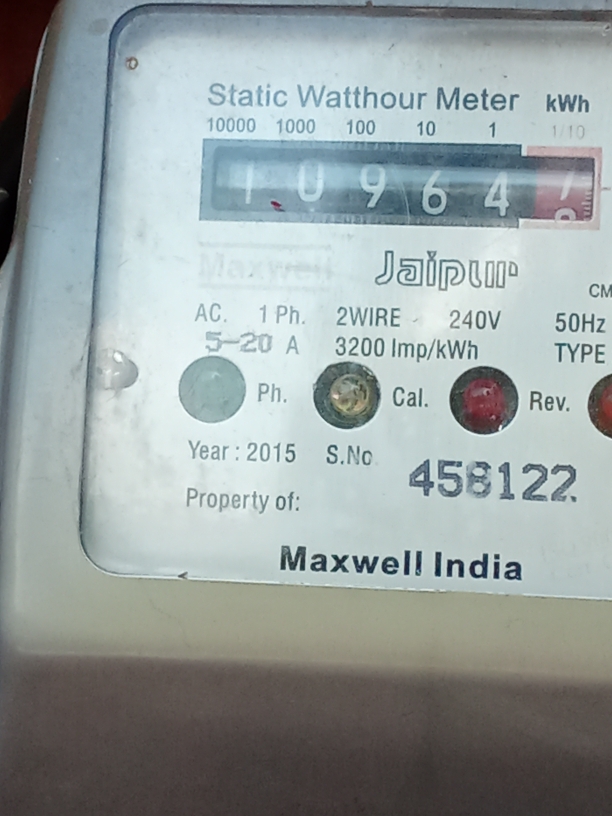 Static Watthour Meter kWh
10000 1000 100 10 1 1/10
1 0 9 6 4
Maxwell
Jaipur
CM
AC. 1 Ph. 2WIRE 240V 50Hz
5-20 A 3200 Imp/kWh TYPE
Ph. Cal. Rev.
Year : 2015 S.No
458122
Property of:
Maxwell India